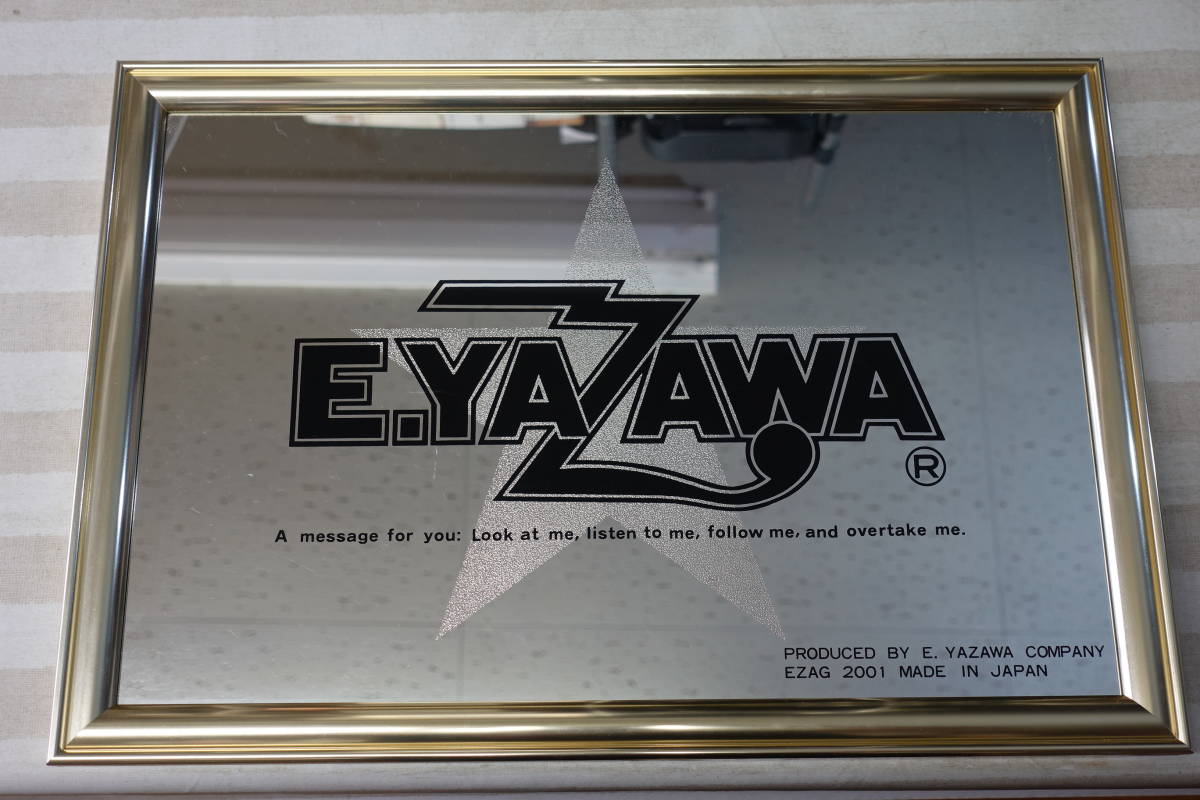 E.YAZAWA
®
A message for you: Look at me, listen to me, follow me, and overtake me.
PRODUCED BY E. YAZAWA COMPANY
EZAG 2001 MADE IN JAPAN